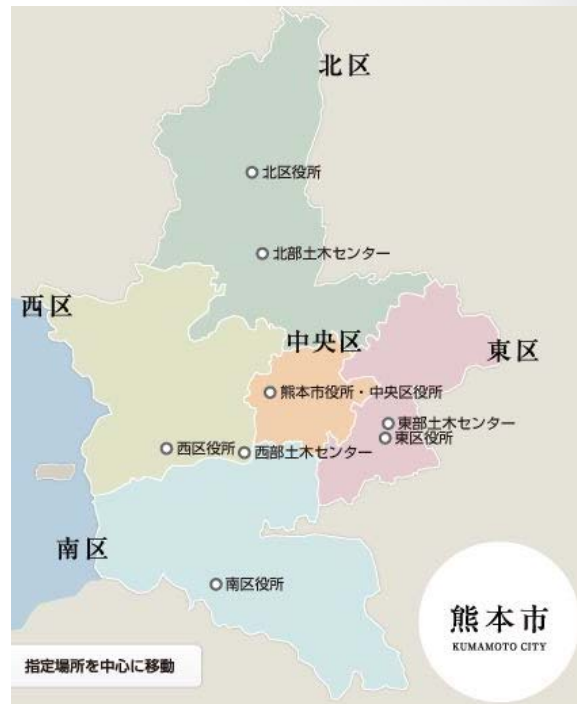 北区
北区役所
北部土木センター
西区
中央区
東区
熊本市役所・中央区役所
東部土木センター
東区役所
西区役所
西部土木センター
南区
南区役所
熊本市
KUMAMOTO CITY
指定場所を中心に移動